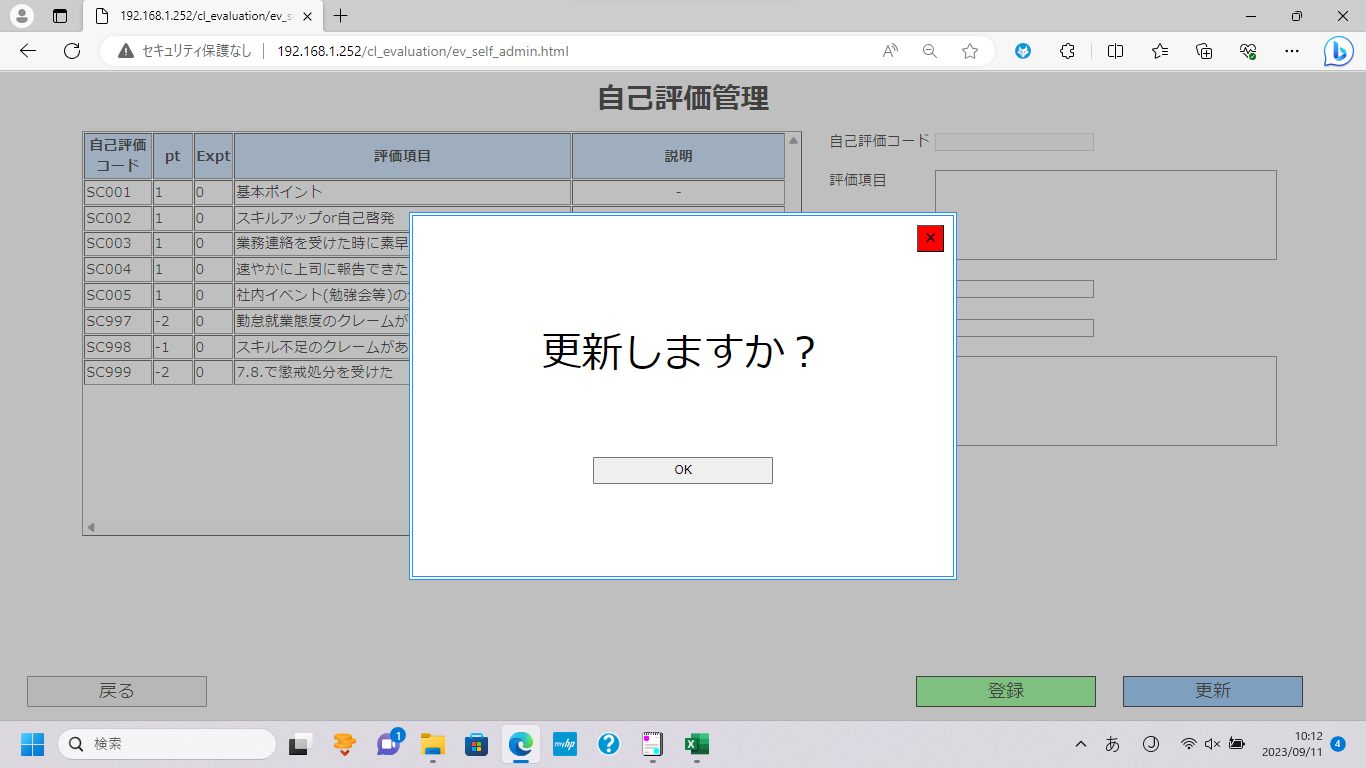 192.168.1.252/cl_evaluation/ev_s
セキュリティ保護なし 192.168.1.252/cl_evaluation/ev_self_admin.html
自己評価管理
自己評価コード pt Expt 評価項目 説明
SC001 1 0 基本ポイント -
SC002 1 0 スキルアップor自己啓発
SC003 1 0 業務連絡を受けた時に素早
SC004 1 0 速やかに上司に報告できた
SC005 1 0 社内イベント(勉強会等)の
SC997 -2 0 勤怠就業態度のクレームが
SC998 -1 0 スキル不足のクレームがあ
SC999 -2 0 7.8.で懲戒処分を受けた
自己評価コード
評価項目
更新しますか？
OK
戻る 登録 更新
検索 1 myhp あ 10:12
2023/09/11 4